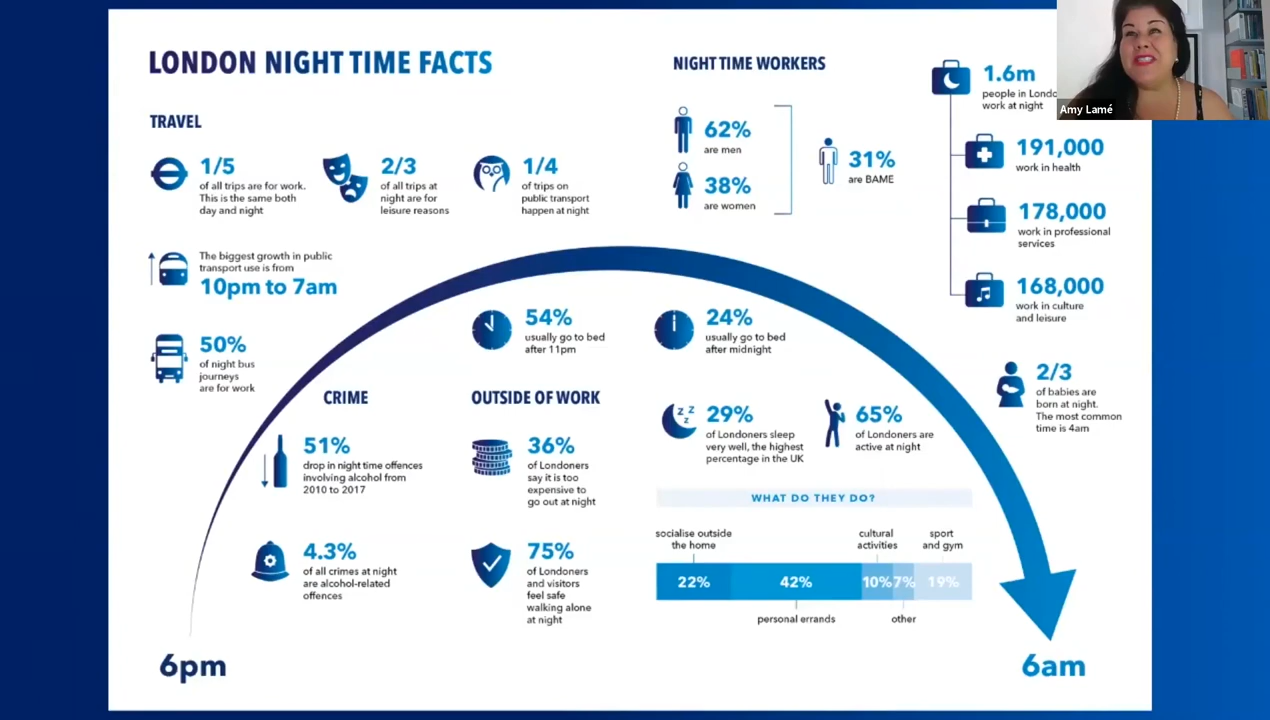 LONDON NIGHT TIME FACTS
TRAVEL
1/5
of all trips are for work.
This is the same both
day and night
2/3
of all trips at
night are for
leisure reasons
1/4
of trips on
public transport
happen at night
The biggest growth in public
transport use is from
10pm to 7am
50%
of night bus
journeys
are for work
NIGHT TIME WORKERS
62%
are men
38%
are women
31%
are BAME
1.6m
people in
work at night
191,000
work in health
178,000
work in professional
services
168,000
work in culture
and leisure
Amy Lamé
54%
usually go to bed
after 11pm
24%
usually go to bed
after midnight
2/3
of babies are
born at night.
The most common
time is 4am
CRIME
51%
drop in night time offences
involving alcohol from
2010 to 2017
4.3%
of all crimes at night
are alcohol-related
offences
OUTSIDE OF WORK
36%
of Londoners
say it is too
expensive to
go out at night
75%
of Londoners
and visitors
feel safe
walking alone
at night
z z
z
29%
of Londoners sleep
very well, the highest
percentage in the UK
65%
of Londoners are
active at night
WHAT DO THEY DO?
socialise outside
the home
cultural
activities
sport
and gym
22% 42% 10% 7% 19%
personal errands
other
6pm
6am